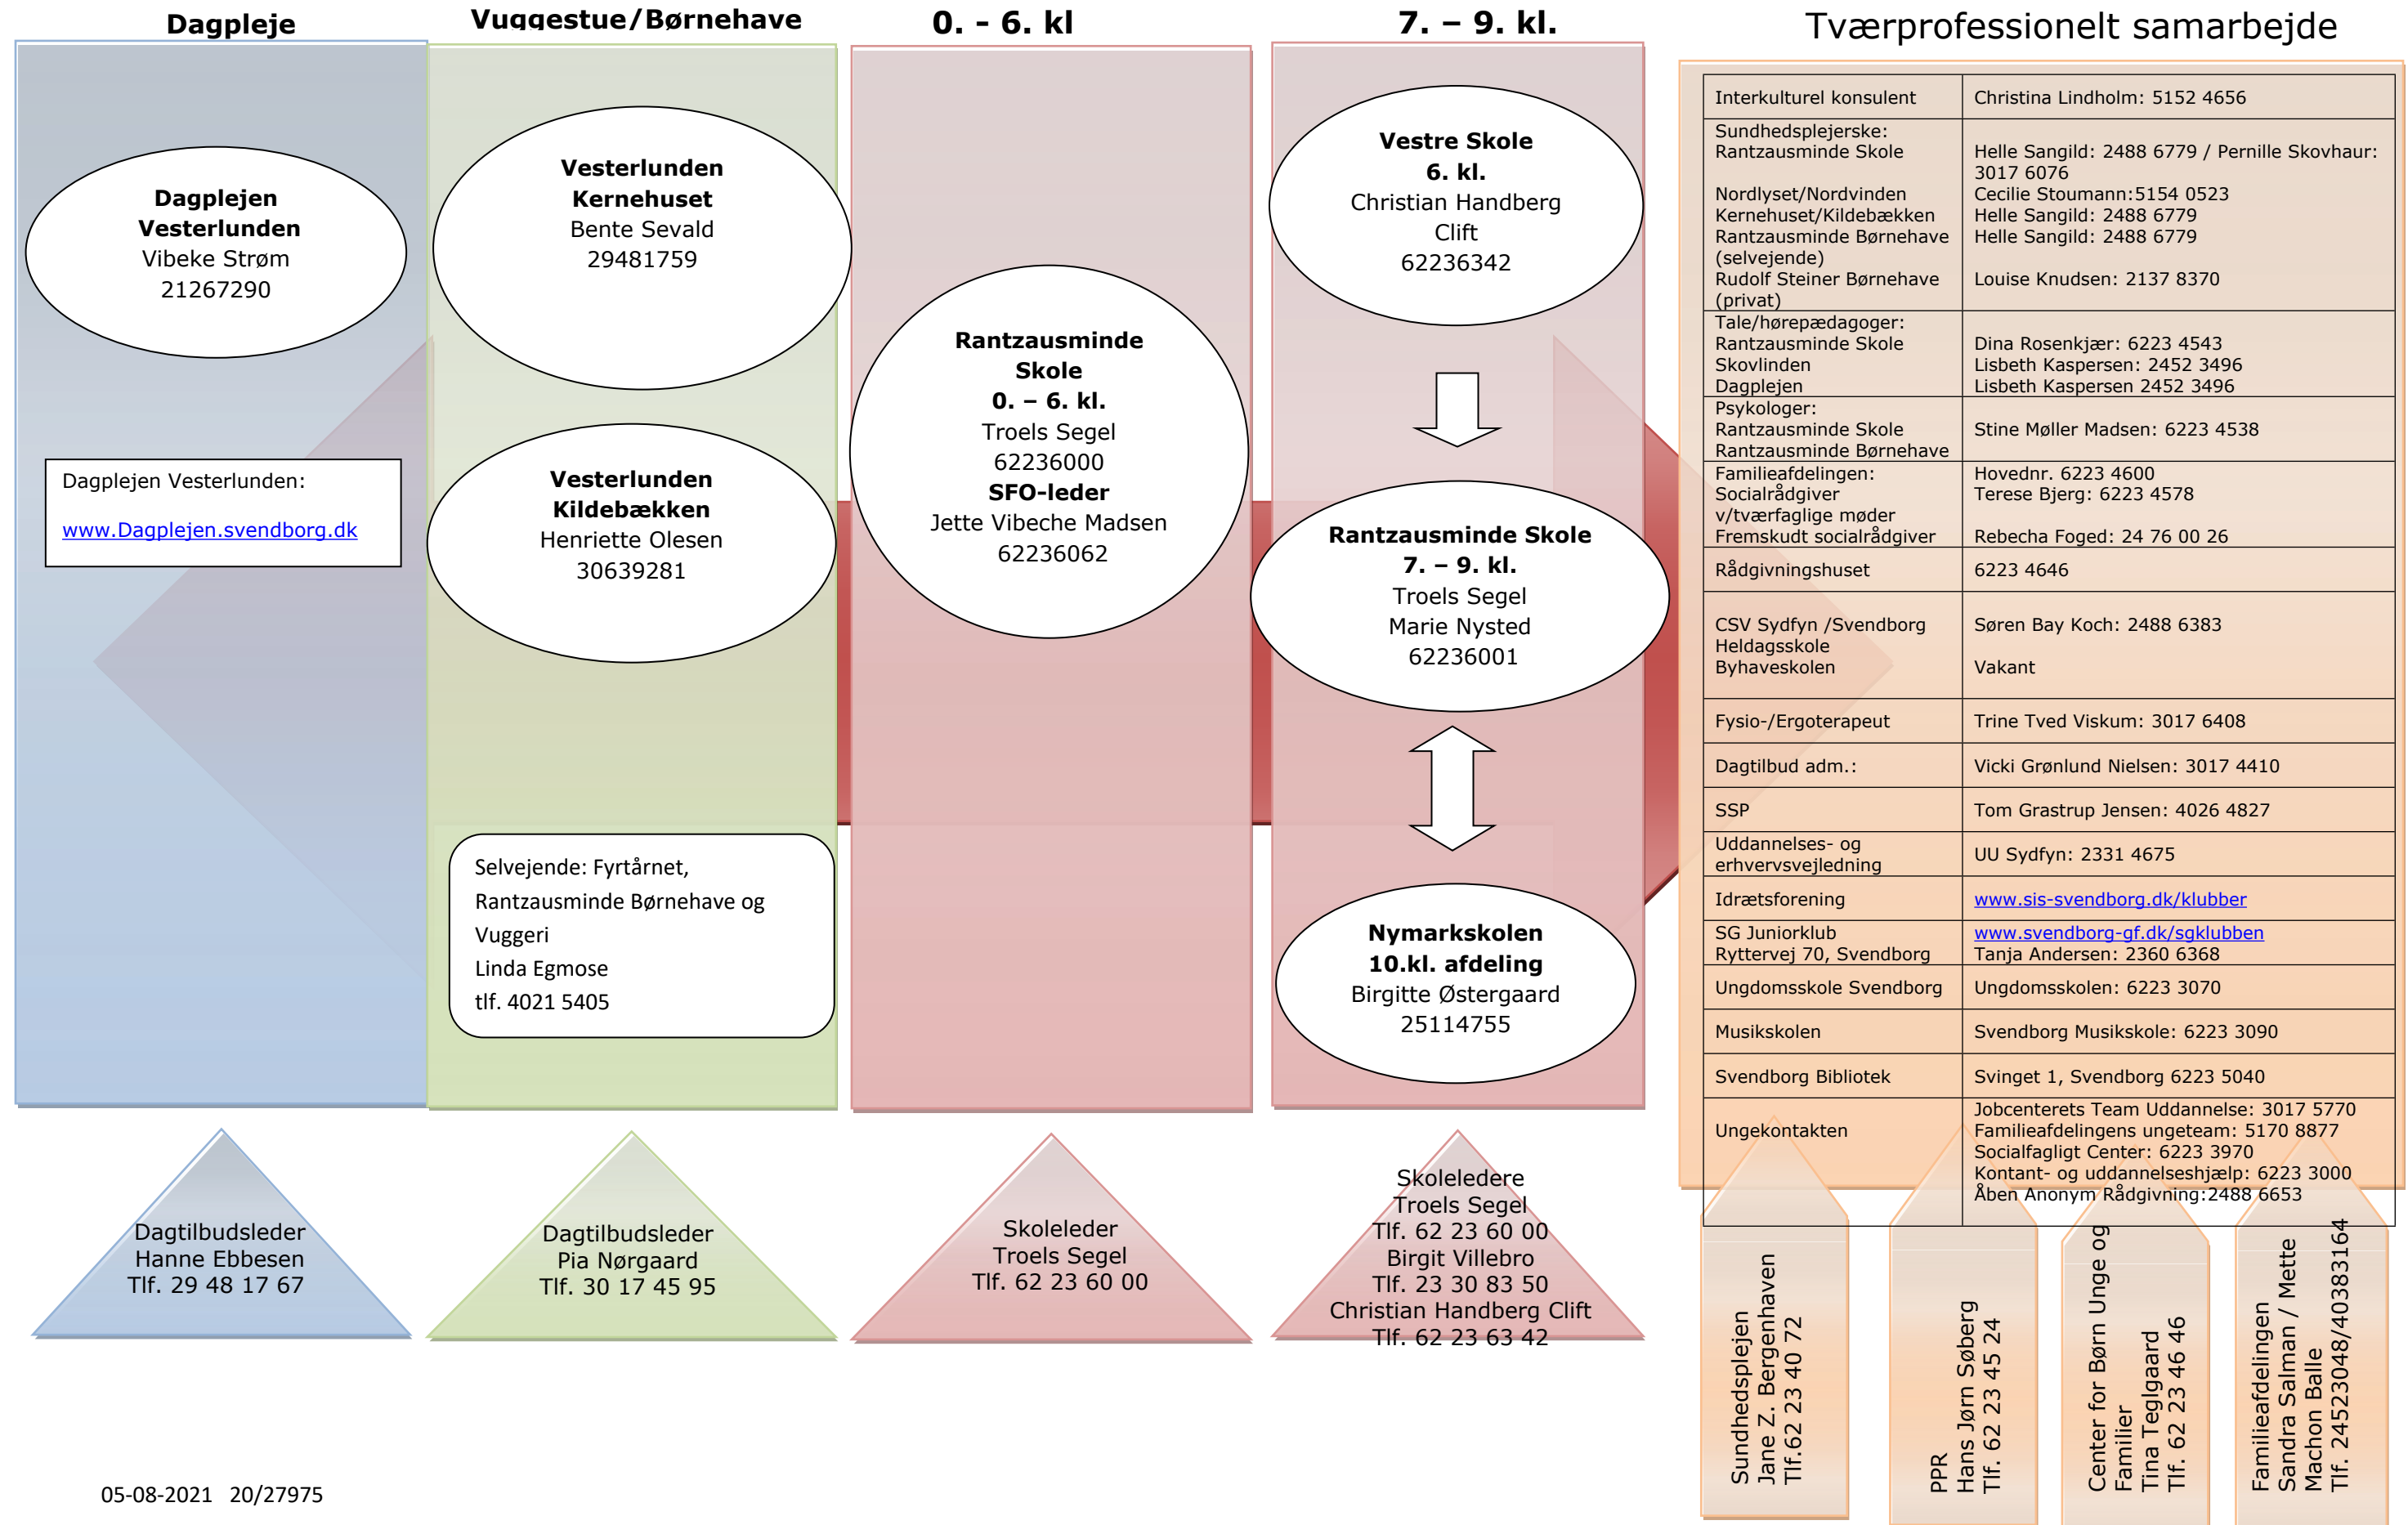 Dagpleje
Vuggestue/Børnehave
0. - 6. kl
7. – 9. kl.
Tværprofessionelt samarbejde
Dagplejen
Vesterlunden
Vibeke Strøm
21267290
Dagplejen Vesterlunden:
www.Dagplejen.svendborg.dk
Vesterlunden
Kernehuset
Bente Sevald
29481759
Vesterlunden
Kildebækken
Henriette Olesen
30639281
Selvejende: Fyrtårnet,
Rantzausminde Børnehave og
Vuggeri
Linda Egmose
tlf. 4021 5405
Rantzausminde
Skole
0. – 6. kl.
Troels Segel
62236000
SFO-leder
Jette Vibeche Madsen
62236062
Vestre Skole
6. kl.
Christian Handberg
Clift
62236342
Rantzausminde Skole
7. – 9. kl.
Troels Segel
Marie Nysted
62236001
Nymarkskolen
10.kl. afdeling
Birgitte Østergaard
25114755
Interkulturel konsulent Christina Lindholm: 5152 4656
Sundhedsplejerske:
Rantzausminde Skole Helle Sangild: 2488 6779 / Pernille Skovhaur:
3017 6076
Nordlyset/Nordvinden Cecilie Stoumann:5154 0523
Kernehuset/Kildebækken Helle Sangild: 2488 6779
Rantzausminde Børnehave Helle Sangild: 2488 6779
(selvejende)
Rudolf Steiner Børnehave Louise Knudsen: 2137 8370
(privat)
Tale/hørepædagoger:
Rantzausminde Skole Dina Rosenkjær: 6223 4543
Skovlinden Lisbeth Kaspersen: 2452 3496
Dagplejen Lisbeth Kaspersen 2452 3496
Psykologer:
Rantzausminde Skole Stine Møller Madsen: 6223 4538
Rantzausminde Børnehave
Familieafdelingen: Hovednr. 6223 4600
Socialrådgiver Terese Bjerg: 6223 4578
v/tværfaglige møder
Fremskudt socialrådgiver Rebecha Foged: 24 76 00 26
Rådgivningshuset 6223 4646
CSV Sydfyn /Svendborg Søren Bay Koch: 2488 6383
Heldagsskole
Byhaveskolen Vakant
Fysio-/Ergoterapeut Trine Tved Viskum: 3017 6408
Dagtilbud adm.: Vicki Grønlund Nielsen: 3017 4410
SSP Tom Grastrup Jensen: 4026 4827
Uddannelses- og
erhvervsvejledning UU Sydfyn: 2331 4675
Idrætsforening www.sis-svendborg.dk/klubber
SG Juniorklub www.svendborg-gf.dk/sgklubben
Ryttervej 70, Svendborg Tanja Andersen: 2360 6368
Ungdomsskole Svendborg Ungdomsskolen: 6223 3070
Musikskolen Svendborg Musikskole: 6223 3090
Svendborg Bibliotek Svinget 1, Svendborg 6223 5040
Jobcenterets Team Uddannelse: 3017 5770
Ungekontakten Familieafdelingens ungeteam: 5170 8877
Socialfagligt Center: 6223 3970
Kontant- og uddannelseshjælp: 6223 3000
Åben Anonym Rådgivning:2488 6653
Dagtilbudsleder
Hanne Ebbesen
Tlf. 29 48 17 67
Dagtilbudsleder
Pia Nørgaard
Tlf. 30 17 45 95
Skoleleder
Troels Segel
Tlf. 62 23 60 00
Skoleledere
Troels Segel
Tlf. 62 23 60 00
Birgit Villebro
Tlf. 23 30 83 50
Christian Handberg Clift
Tlf. 62 23 63 42
Sundhedsplejen
Jane Z. Bergenhaven
Tlf.62 23 40 72
PPR
Hans Jørn Søberg
Tlf. 62 23 45 24
Center for Børn Unge og
Familier
Tina Teglgaard
Tlf. 62 23 46 46
Familieafdelingen
Sandra Salman / Mette
Machon Balle
Tlf. 24523048/40383164
05-08-2021 20/27975